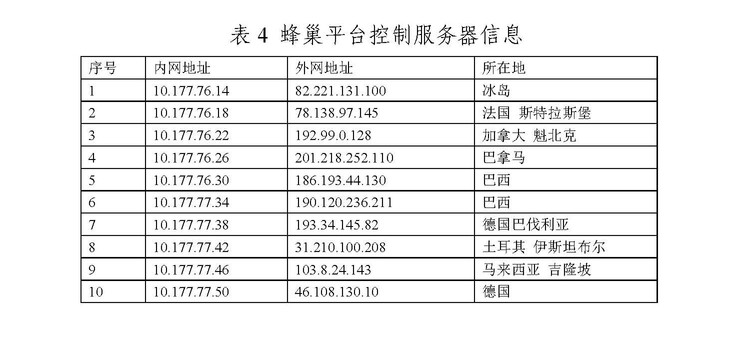 表 4 蜂巢平台控制服务器信息
序号 内网地址 外网地址 所在地
1 10.177.76.14 82.221.131.100 冰岛
2 10.177.76.18 78.138.97.145 法国 斯特拉斯堡
3 10.177.76.22 192.99.0.128 加拿大 魁北克
4 10.177.76.26 201.218.252.110 巴拿马
5 10.177.76.30 186.193.44.130 巴西
6 10.177.77.34 190.120.236.211 巴西
7 10.177.77.38 193.34.145.82 德国巴伐利亚
8 10.177.77.42 31.210.100.208 土耳其 伊斯坦布尔
9 10.177.77.46 103.8.24.143 马来西亚 吉隆坡
10 10.177.77.50 46.108.130.10 德国